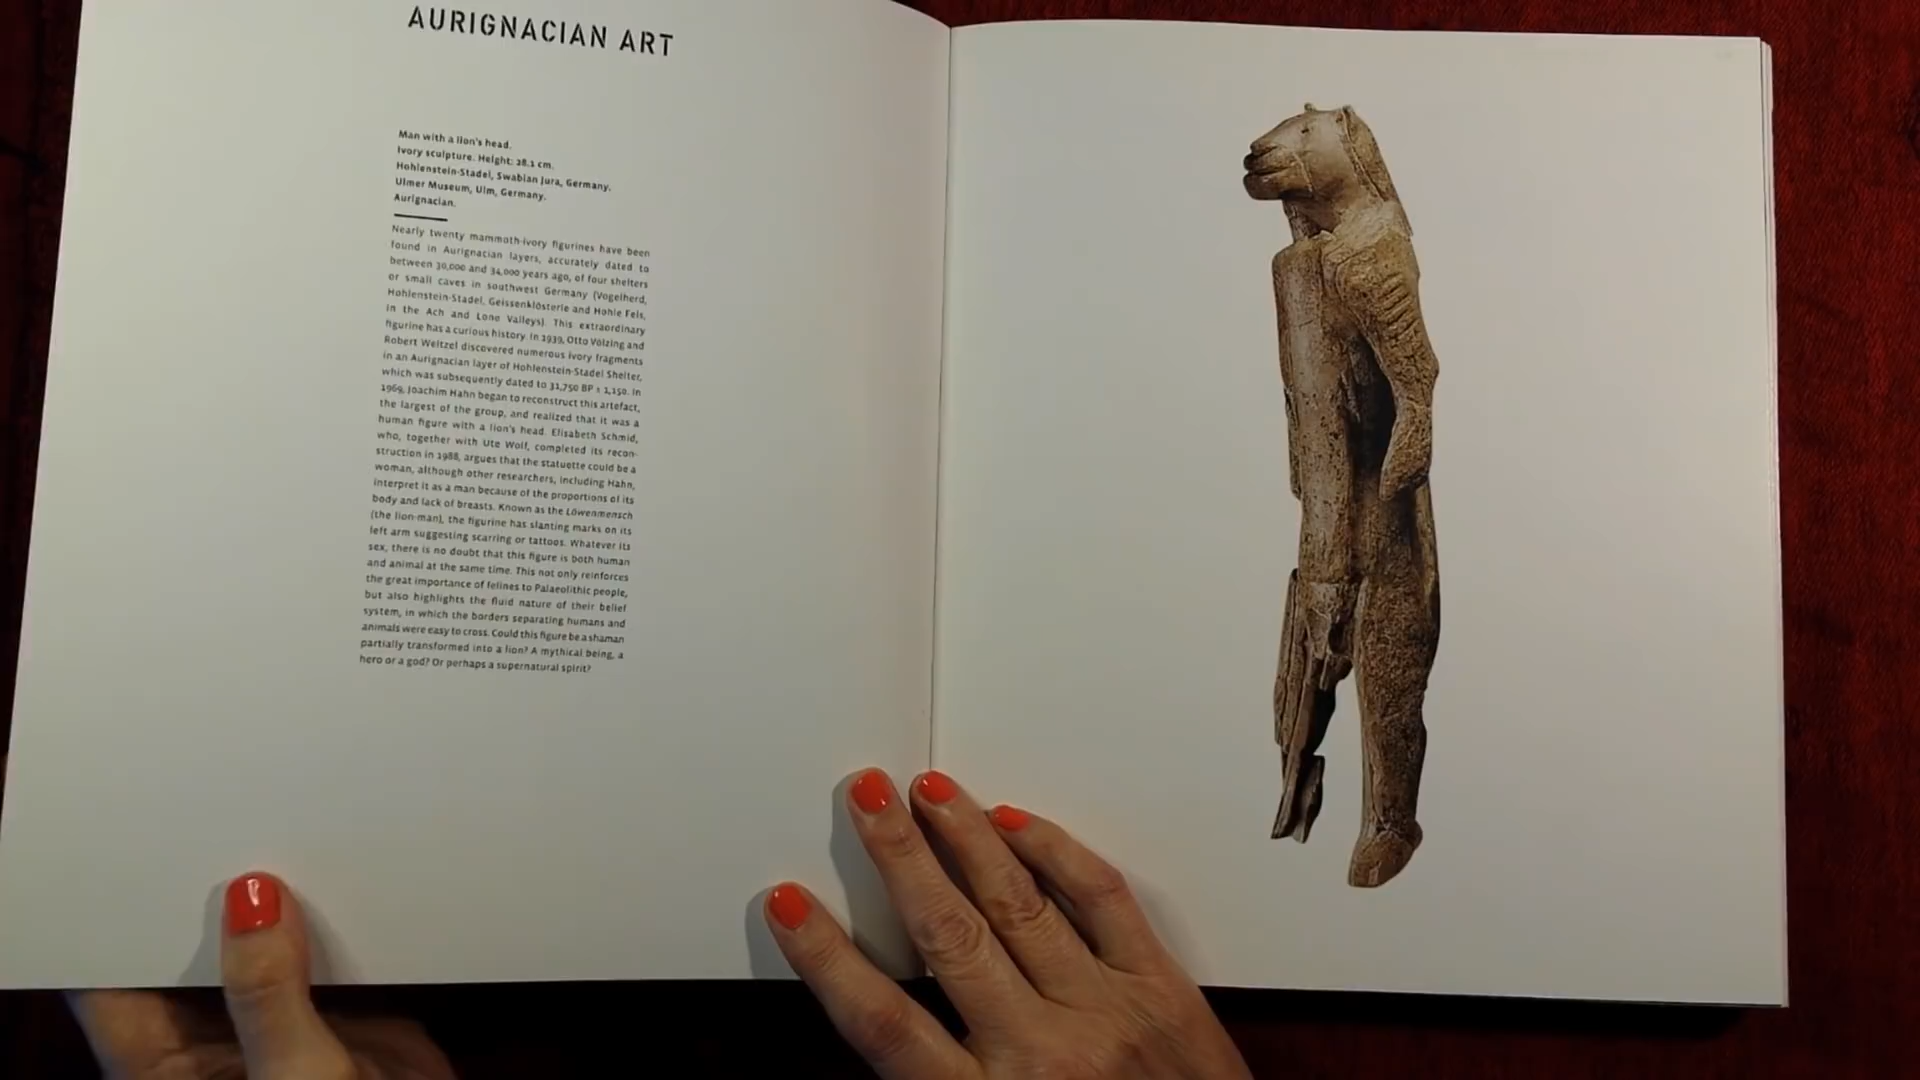 AURIGNACIAN ART
Man with a lion's head.
Ivory sculpture. Height: 28.1 cm.
Hohlenstein-Stadel, Swabian Jura, Germany.
Ulmer Museum, Ulm, Germany.
Aurignacian.
Nearly twenty mammoth-ivory figurines have been
found in Aurignacian layers, accurately dated to
between 30,000 and 34,000 years ago, of four shelters
or small caves in southwest Germany (Vogelherd,
Hohlenstein-Stadel, Geissenklösterle and Hohle Fels,
in the Ach and Lone Valleys). This extraordinary
figurine has a curious history. In 1939, Otto Völzing and
Robert Weitzel discovered numerous ivory fragments
in an Aurignacian layer of Hohlenstein-Stadel Shelter,
which was subsequently dated to 31,750 BP ± 1,150. In
1969, Joachim Hahn began to reconstruct this artefact,
the largest of the group, and realized that it was a
human figure with a lion's head. Elisabeth Schmid,
who, together with Ute Wolf, completed its recon-
struction in 1988, argues that the statuette could be a
woman, although other researchers, including Hahn,
interpret it as a man because of the proportions of its
body and lack of breasts. Known as the Löwenmensch
(the lion-man), the figurine has slanting marks on its
left arm suggesting scarring or tattoos. Whatever its
sex, there is no doubt that this figure is both human
and animal at the same time. This not only reinforces
the great importance of felines to Palaeolithic people,
but also highlights the fluid nature of their belief
system, in which the borders separating humans and
animals were easy to cross. Could this figure be a shaman
partially transformed into a lion? A mythical being, a
hero or a god? Or perhaps a supernatural spirit?